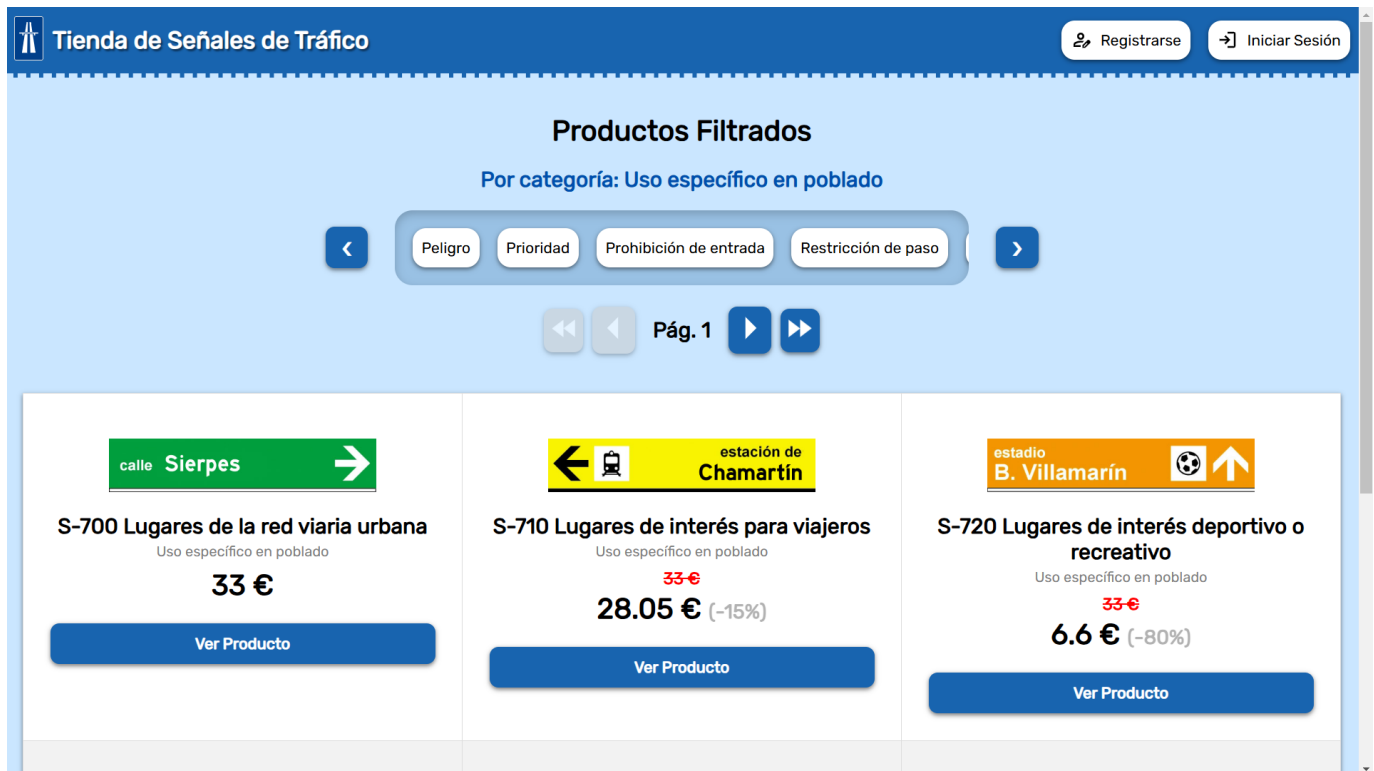 Tienda de Señales de Tráfico
Registrarse
Iniciar Sesión
Productos Filtrados
Por categoría: Uso específico en poblado
Peligro
Prioridad
Prohibición de entrada
Restricción de paso
Pág. 1
calle Sierpes
S-700 Lugares de la red viaria urbana
Uso específico en poblado
33 €
Ver Producto
estación de
Chamartín
S-710 Lugares de interés para viajeros
Uso específico en poblado
33 €
28.05 € (-15%)
Ver Producto
estadio
B. Villamarín
S-720 Lugares de interés deportivo o
recreativo
Uso específico en poblado
33 €
6.6 € (-80%)
Ver Producto